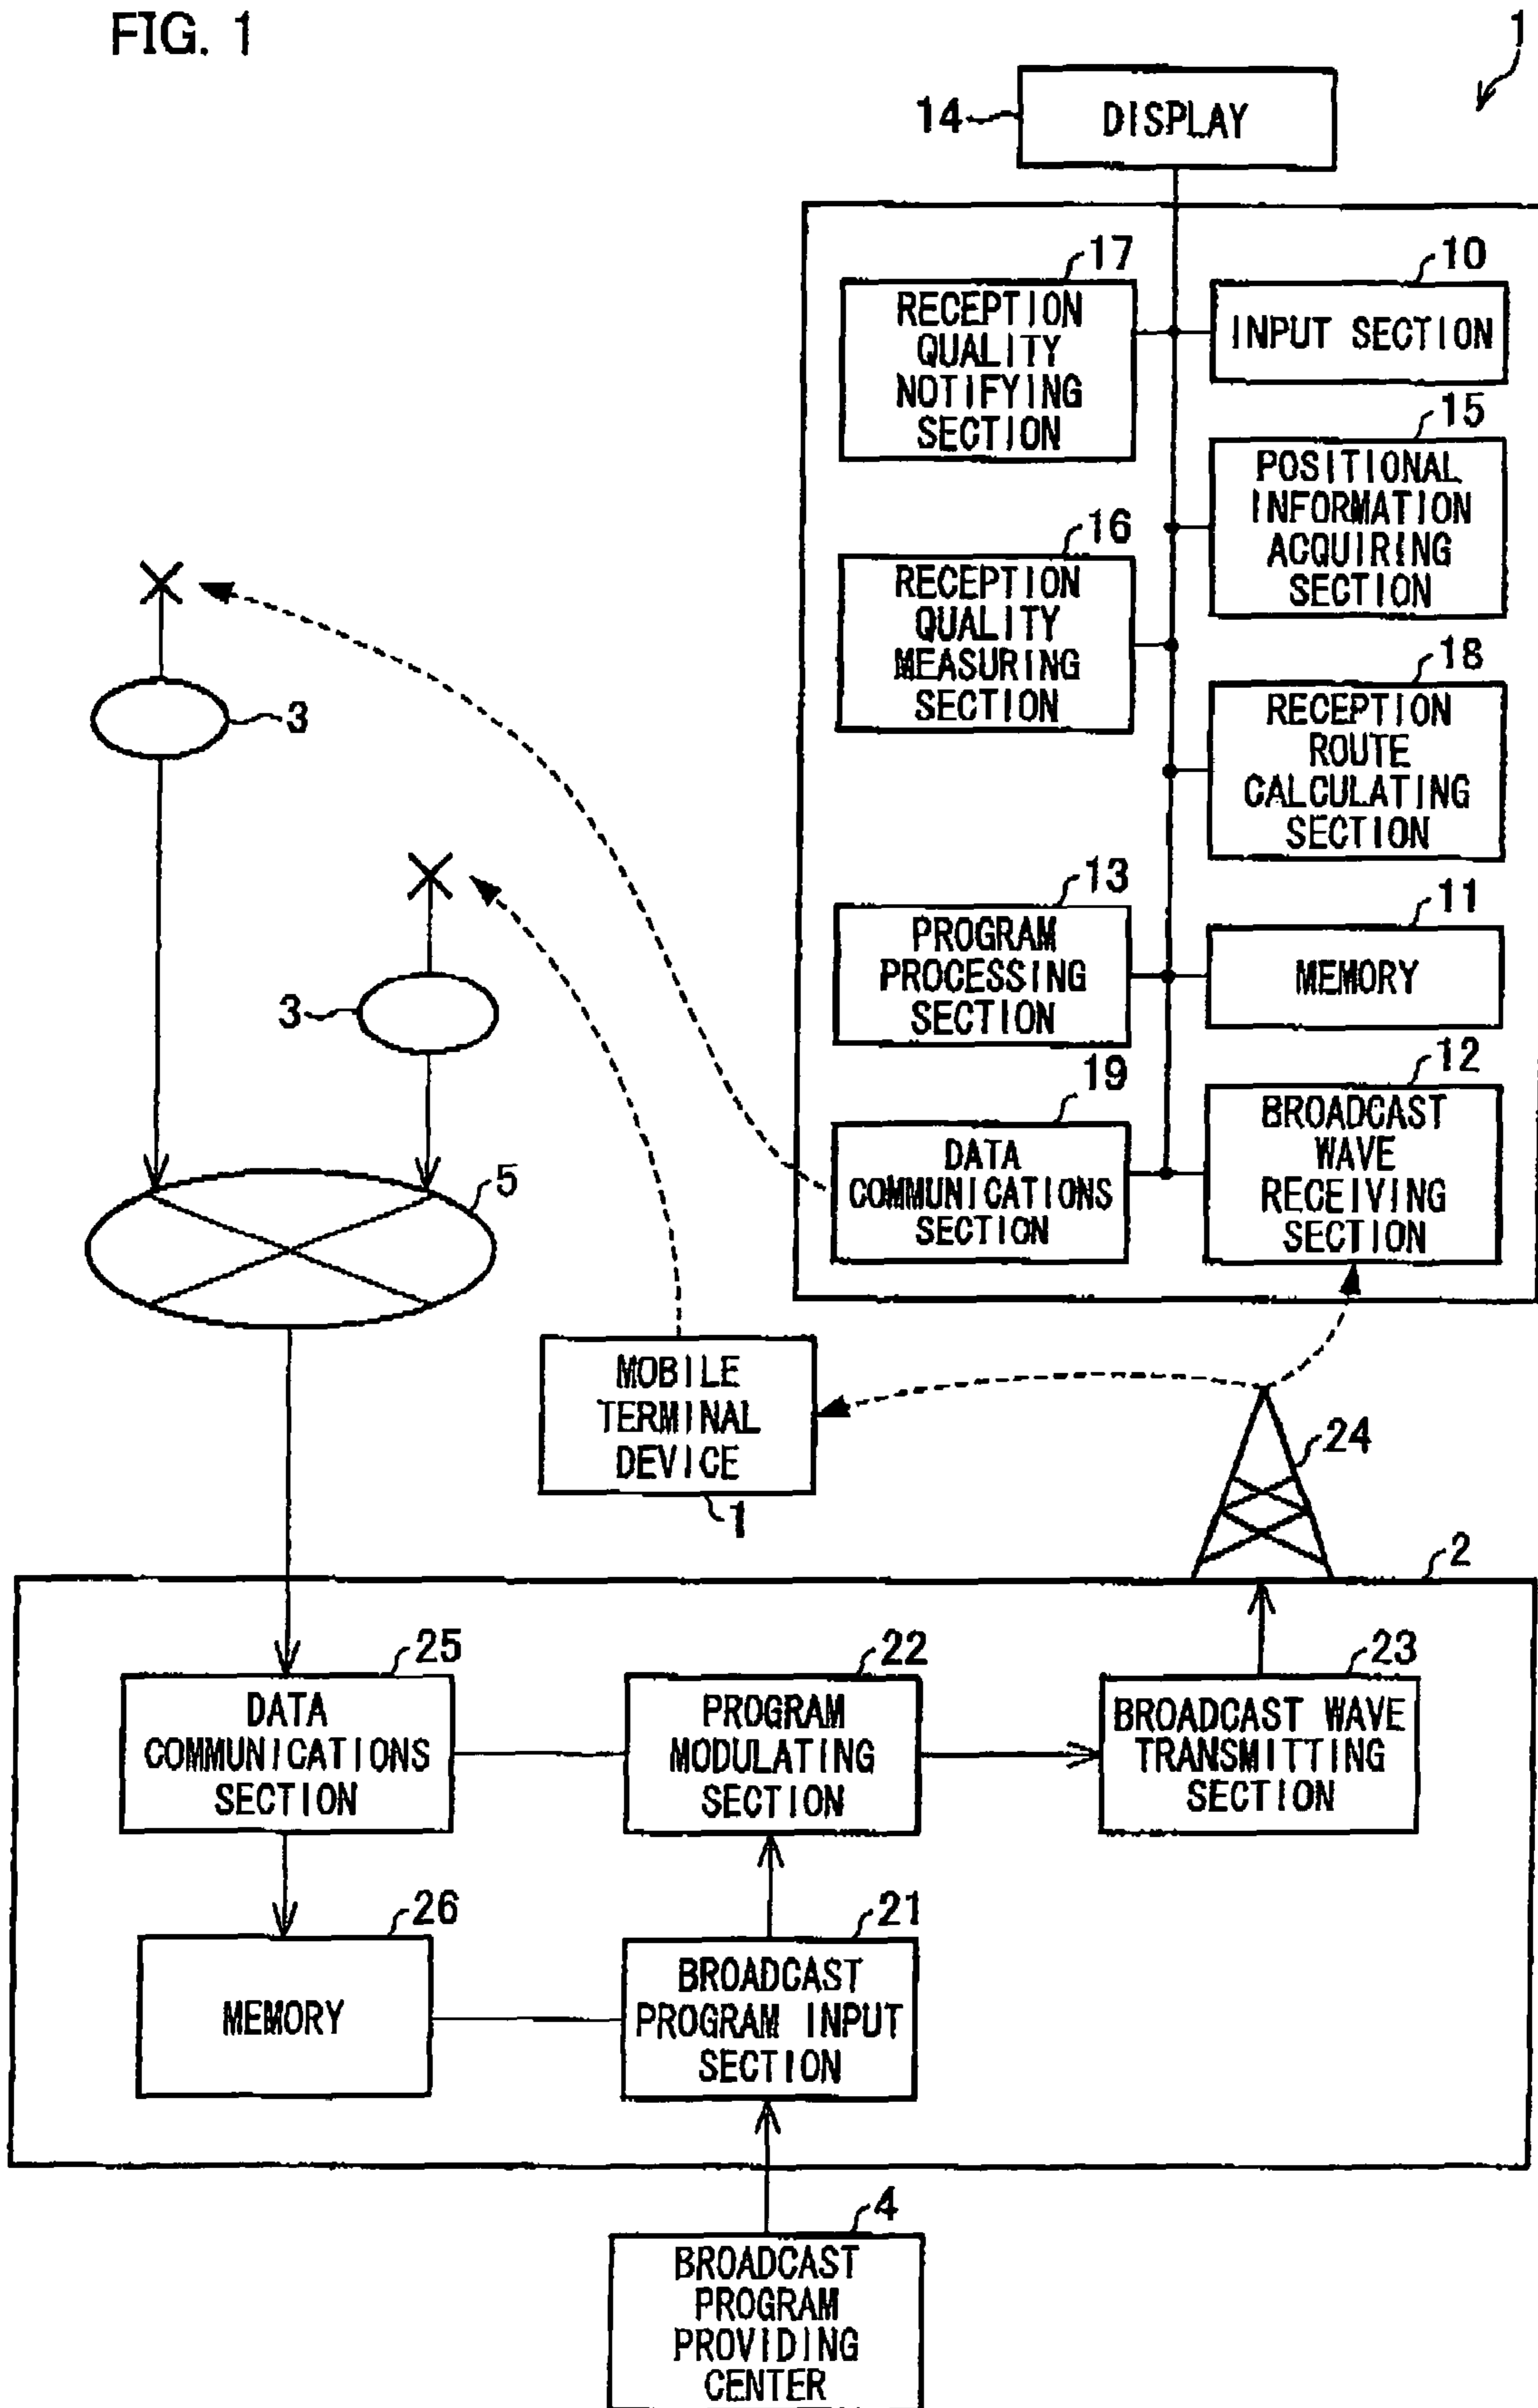 FIG. 1
1
14
DISPLAY
17
RECEPTION
QUALITY
NOTIFYING
SECTION
10
INPUT SECTION
15
POSITIONAL
INFORMATION
ACQUIRING
SECTION
16
RECEPTION
QUALITY
MEASURING
SECTION
18
RECEPTION
ROUTE
CALCULATING
SECTION
3
3
13
PROGRAM
PROCESSING
SECTION
11
MEMORY
19
DATA
COMMUNICATIONS
SECTION
12
BROADCAST
WAVE
RECEIVING
SECTION
5
MOBILE
TERMINAL
DEVICE
1
24
2
25
DATA
COMMUNICATIONS
SECTION
22
PROGRAM
MODULATING
SECTION
23
BROADCAST WAVE
TRANSMITTING
SECTION
26
MEMORY
21
BROADCAST
PROGRAM INPUT
SECTION
4
BROADCAST
PROGRAM
PROVIDING
CENTER